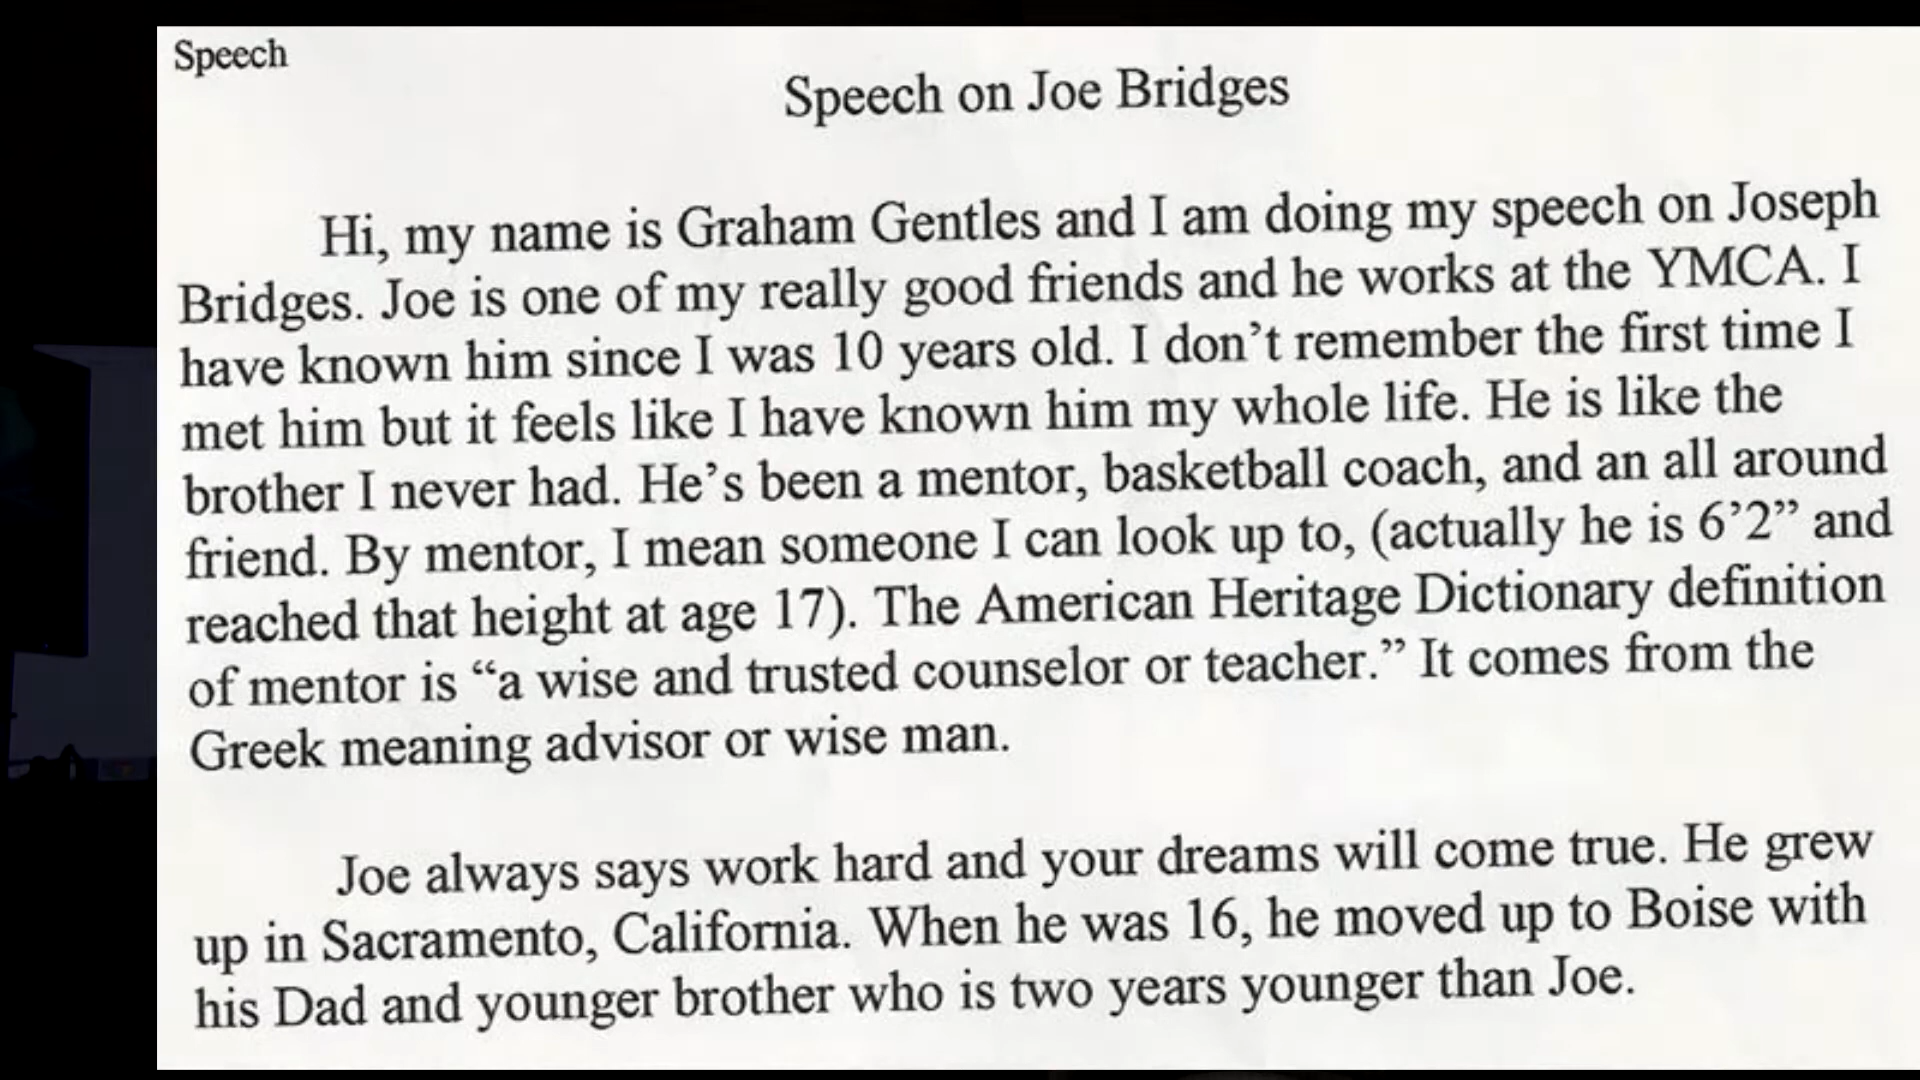 Speech
Speech on Joe Bridges
Hi, my name is Graham Gentles and I am doing my speech on Joseph
Bridges. Joe is one of my really good friends and he works at the YMCA. I
have known him since I was 10 years old. I don’t remember the first time I
met him but it feels like I have known him my whole life. He is like the
brother I never had. He’s been a mentor, basketball coach, and an all around
friend. By mentor, I mean someone I can look up to, (actually he is 6’2” and
reached that height at age 17). The American Heritage Dictionary definition
of mentor is “a wise and trusted counselor or teacher.” It comes from the
Greek meaning advisor or wise man.
Joe always says work hard and your dreams will come true. He grew
up in Sacramento, California. When he was 16, he moved up to Boise with
his Dad and younger brother who is two years younger than Joe.